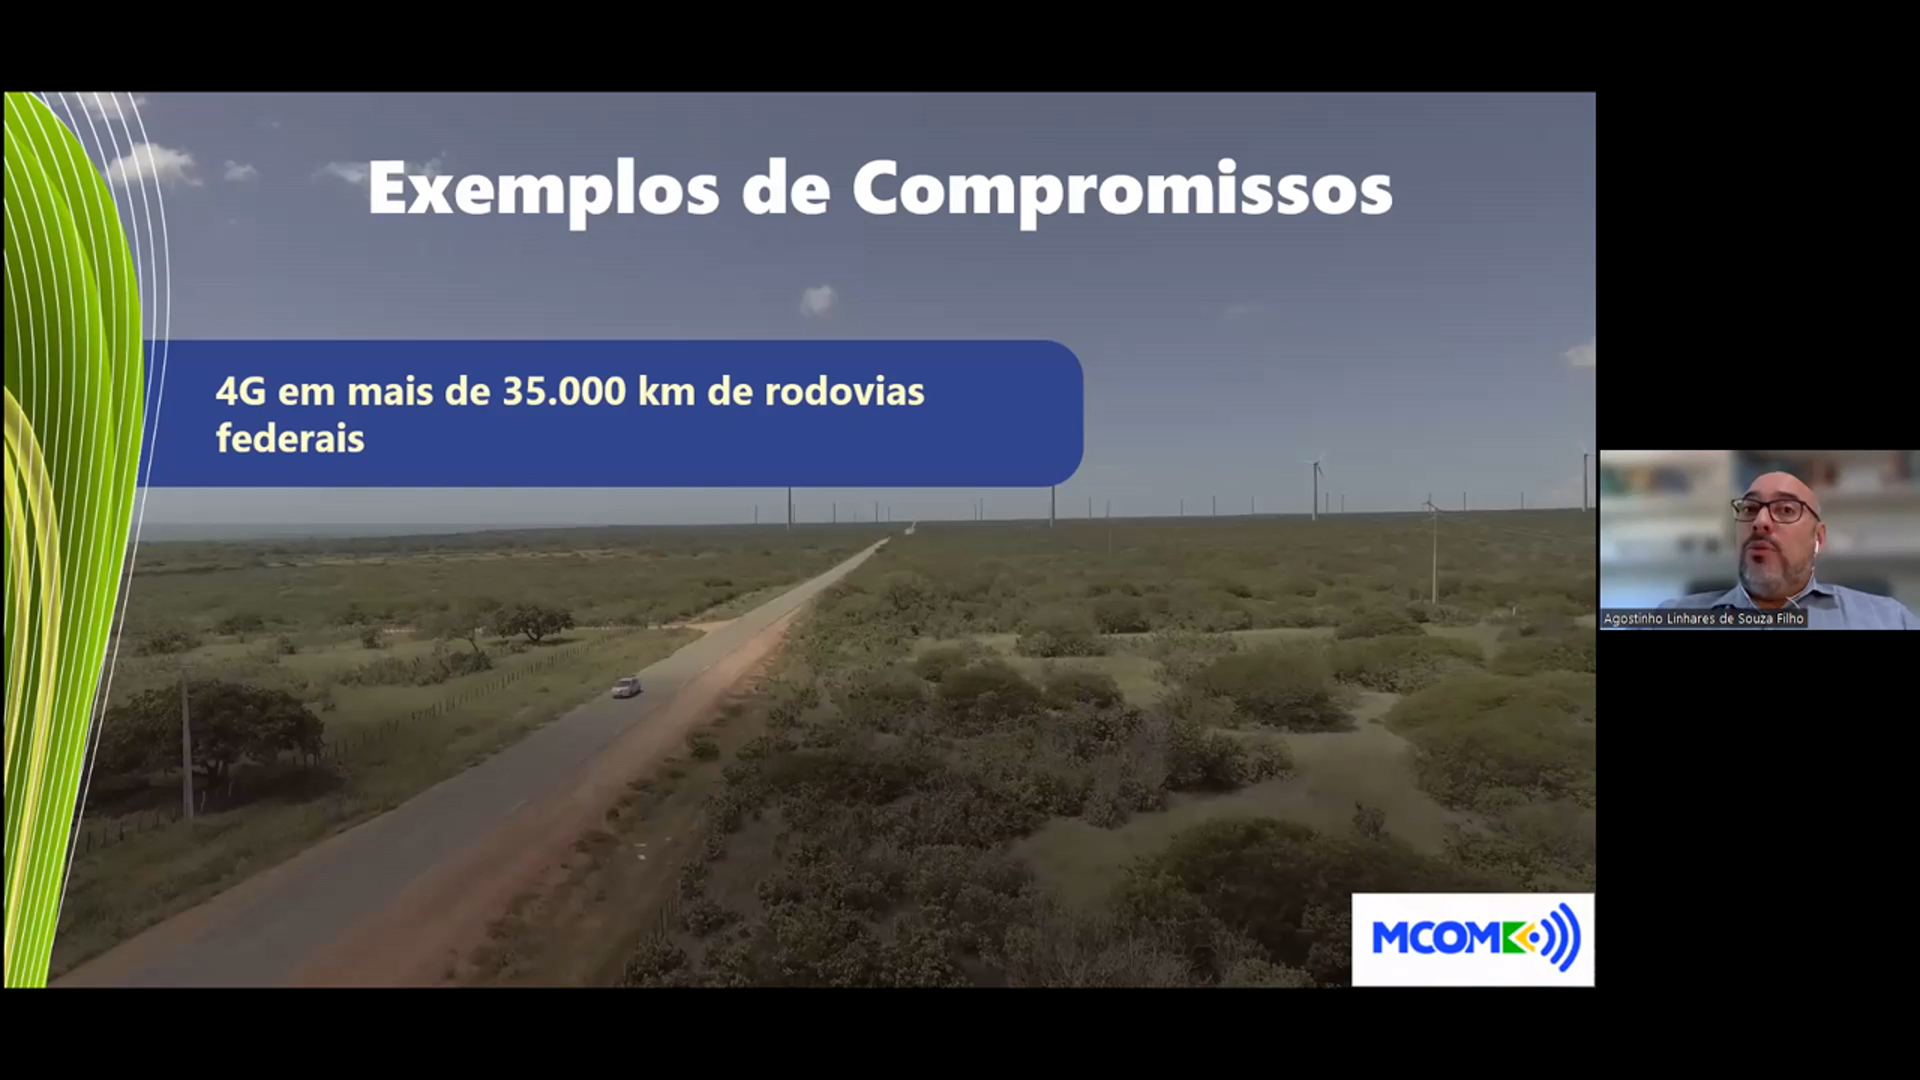 Exemplos de Compromissos
4G em mais de 35.000 km de rodovias
federais
Agostinho Linhares de Souza Filho
MCOM